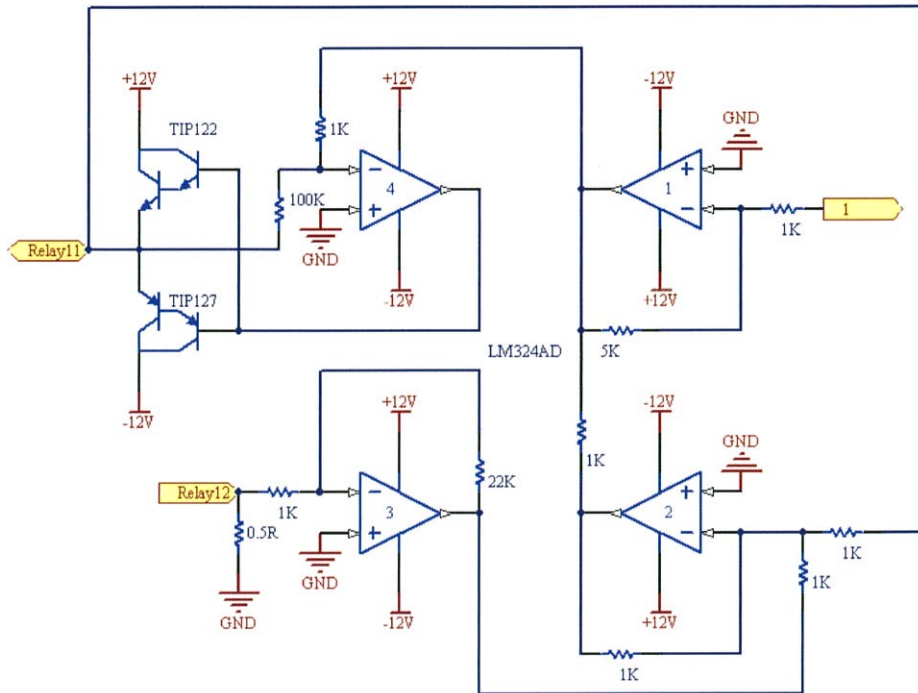 +12V
+12V
-12V
GND
TIP122
1K
+
-
4
+
1
-
1
100K
1K
Relay11
GND
TIP127
-12V
+12V
LM324AD
5K
-12V
+12V
-12V
GND
1K
Relay12
1K
-
3
+
22K
+
2
-
0.5R
1K
1K
GND
GND
-12V
+12V
1K